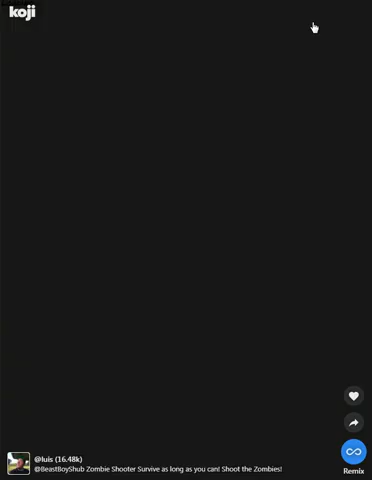 koji
@luis (16.48k)
@BeastBoyShub Zombie Shooter Survive as long as you can! Shoot the Zombies!
Remix